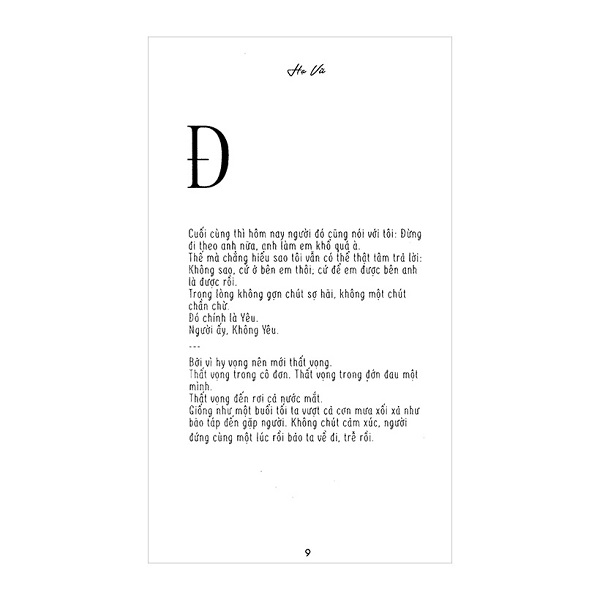 Hạ Vũ
Đ
Cuối cùng thì hôm nay người đó cũng nói với tôi: Đừng
đi theo anh nữa, anh làm em khổ quá à.
Thế mà chẳng hiểu sao tôi vẫn có thể thật tâm trả lời:
Không sao, cứ ở bên em thôi, cứ để em được bên anh
là được rồi.
Trong lòng không gợn chút sợ hãi, không một chút
chần chừ.
Đó chính là Yêu.
Người ấy, Không Yêu.
---
Bởi vì hy vọng nên mới thất vọng.
Thất vọng trong cô đơn. Thất vọng trong đớn đau một
mình.
Thất vọng đến rơi cả nước mắt.
Giống như một buổi tối ta vượt cả cơn mưa xối xả như
bão táp đến gặp người. Không chút cảm xúc, người
đứng cùng một lúc rồi bảo ta về đi, trễ rồi.
9